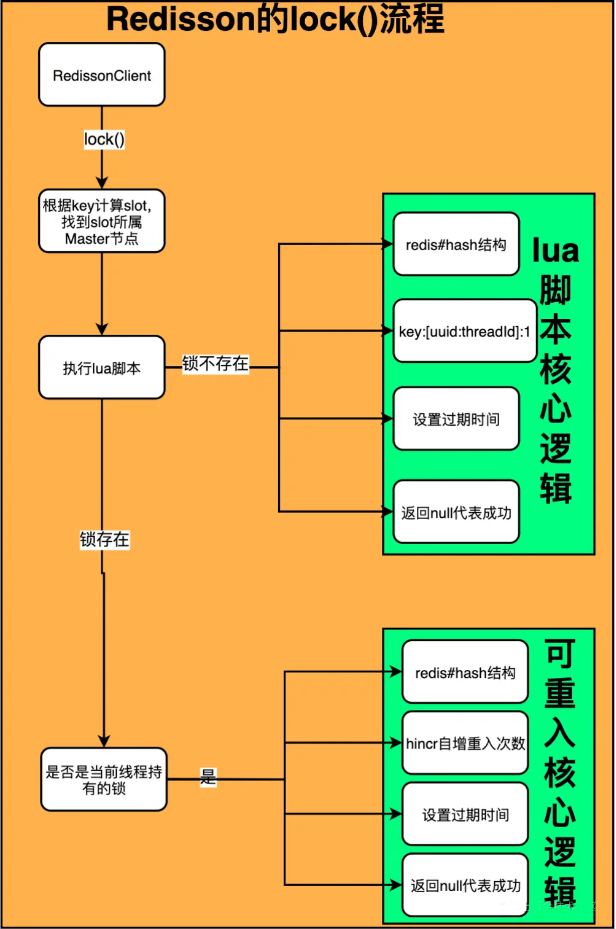 Redisson的lock()流程
RedissonClient
lock()
根据key计算slot,
找到slot所属
Master节点
执行lua脚本
锁不存在
redis#hash结构
key:[uuid:threadId]:1
设置过期时间
返回null代表成功
lua
脚
本
核
心
逻
辑
锁存在
是否是当前线程持
有的锁
是
redis#hash结构
hincr自增重入次数
设置过期时间
返回null代表成功
可
重
入
核
心
逻
辑